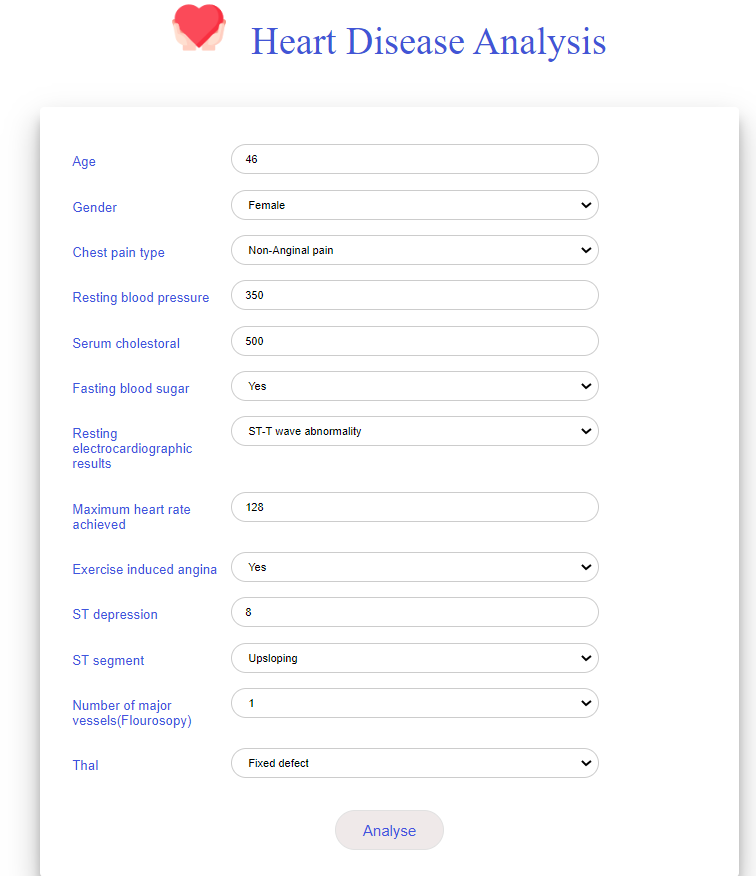 Heart Disease Analysis
Age
46
Gender
Female
Chest pain type
Non-Anginal pain
Resting blood pressure
350
Serum cholestoral
500
Fasting blood sugar
Yes
Resting
electrocardiographic
results
ST-T wave abnormality
Maximum heart rate
achieved
128
Exercise induced angina
Yes
ST depression
8
ST segment
Upsloping
Number of major
vessels(Flourosopy)
1
Thal
Fixed defect
Analyse